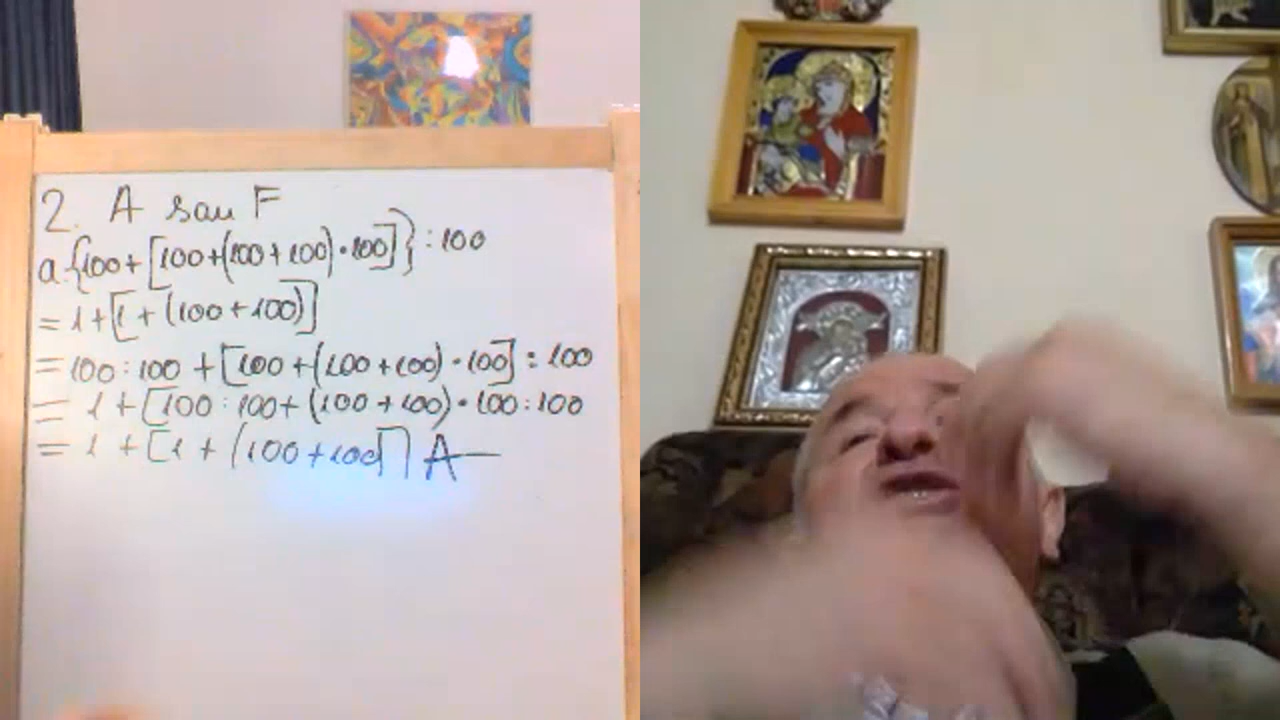 2. A sau F
a. {100+[100+(100+100)•100]}:100
=1+[1+(100+100)]
=100:100+[100+(100+100)•100]:100
= 1+[100:100+(100+100)•100:100
= 1+[1+(100+100]) A